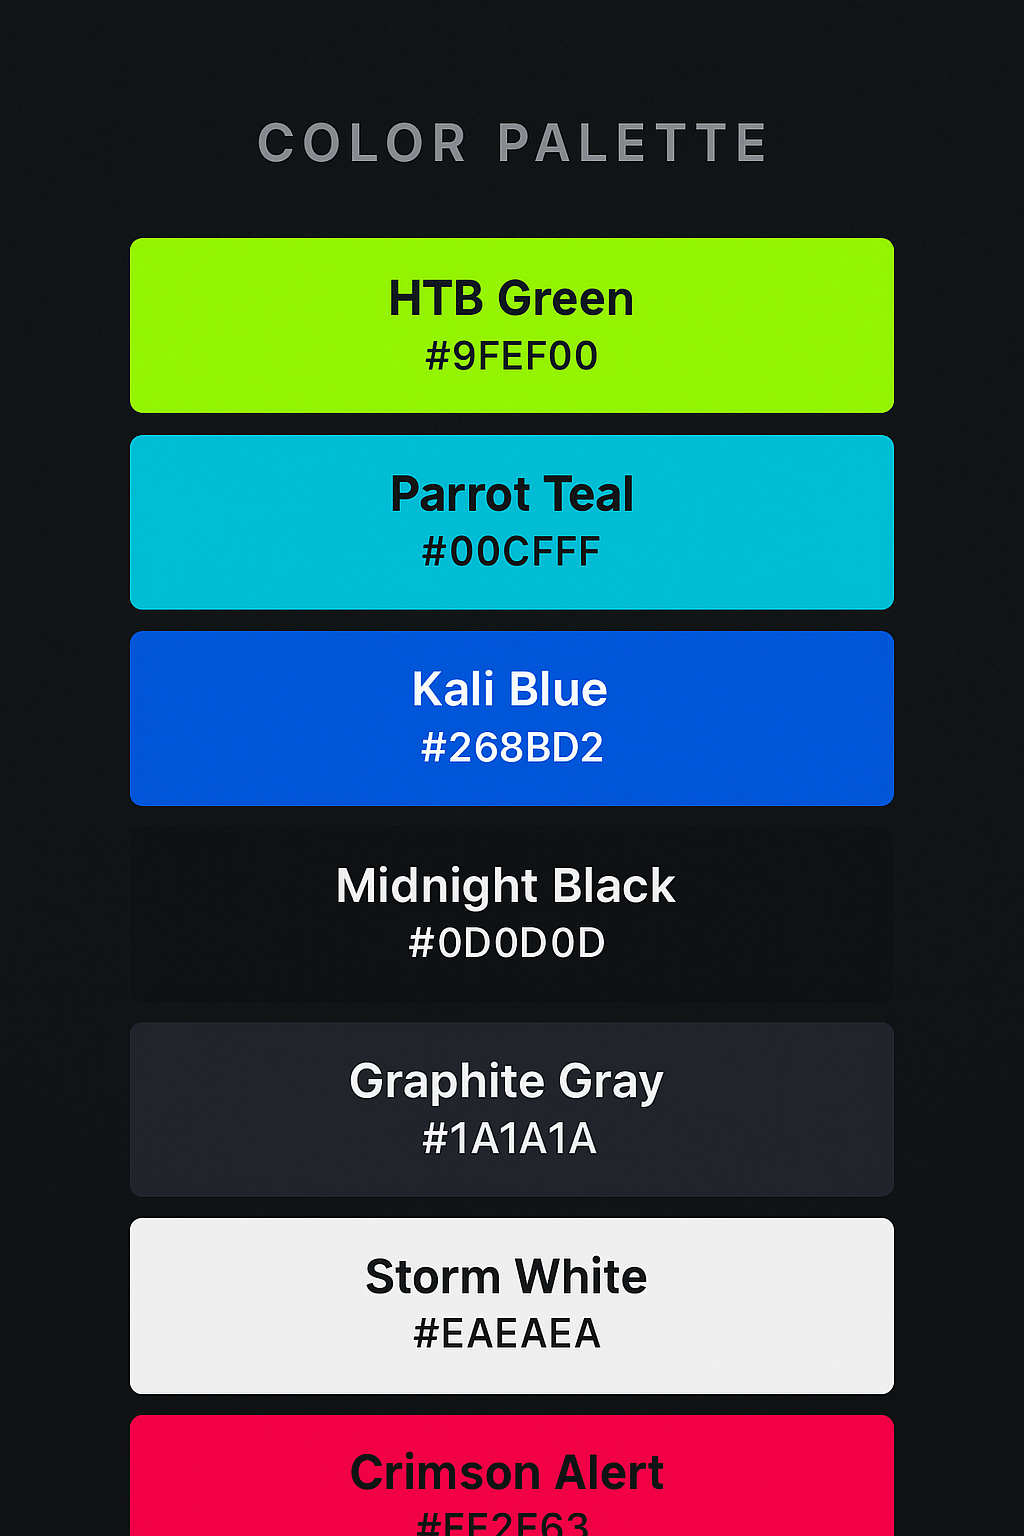 COLOR PALETTE
HTB Green
#9FEF00
Parrot Teal
#00CFFF
Kali Blue
#268BD2
Midnight Black
#0D0D0D
Graphite Gray
#1A1A1A
Storm White
#EAEAEA
Crimson Alert